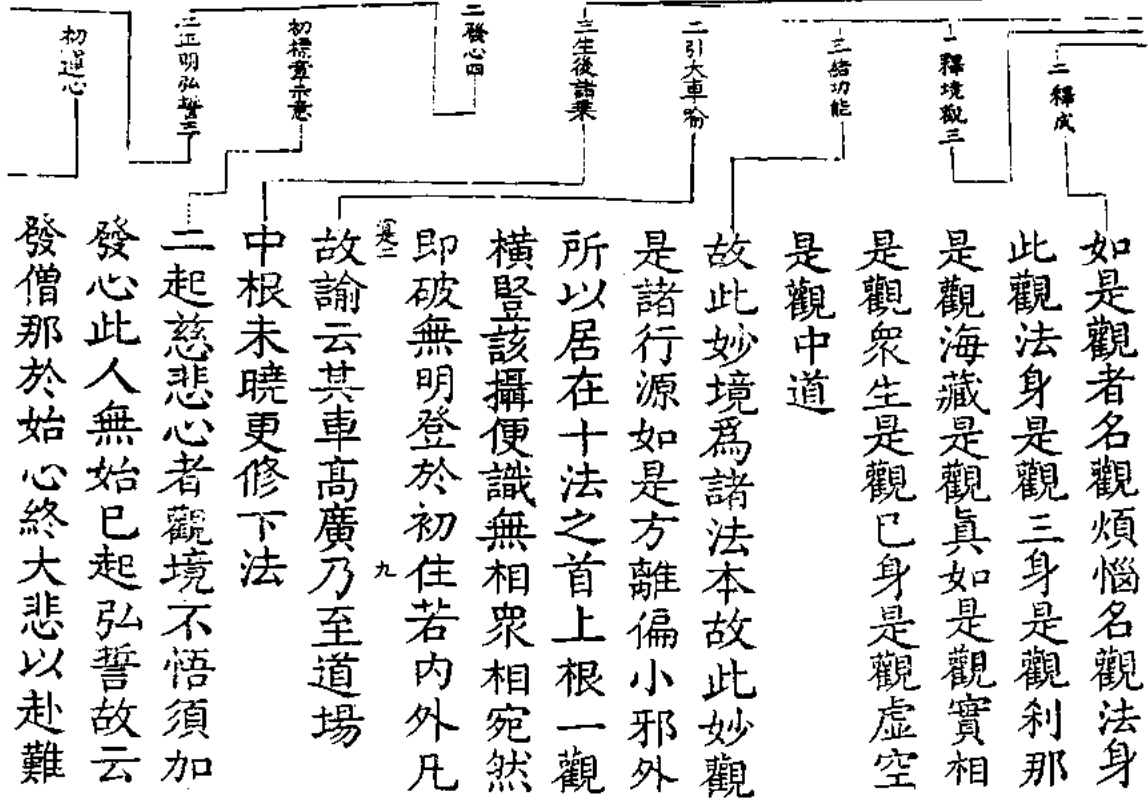 二釋成
一釋境觀三
三結功能
二引大車喻
三生後諸乘
二發心四
初標章示意
二正明弘誓三
初運心
如是觀者名觀煩惱名觀法身
此觀法身是觀三身是觀刹那
是觀海藏是觀眞如是觀實相
是觀衆生是觀己身是觀虛空
是觀中道
故此妙境爲諸法本故此妙觀
是諸行源如是方離偏小邪外
所以居在十法之首上根一觀
橫豎該攝便識無相衆相宛然
即破無明登於初住若内外凡
九
故諭云其車高廣乃至道場
中根未曉更修下法
二起慈悲心者觀境不悟須加
發心此人無始已起弘誓故云
發僧那於始心終大悲以赴難